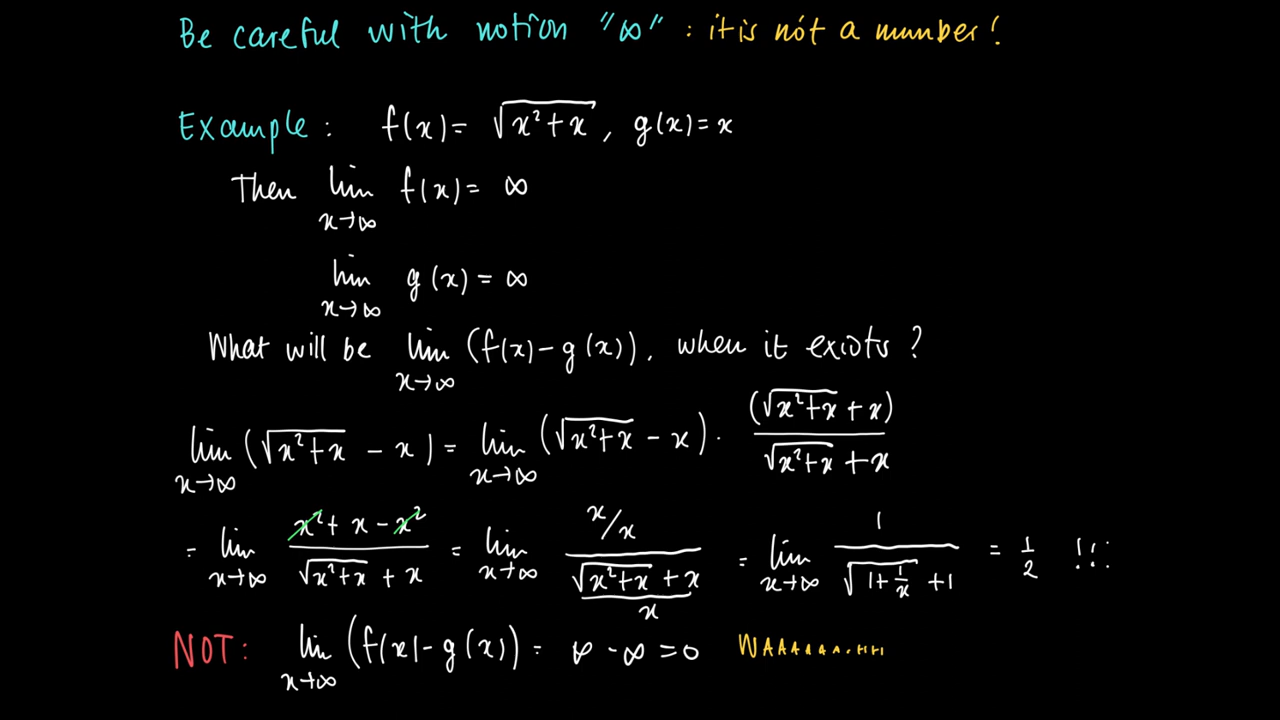 Be careful with notion "∞" : it is not a number!
Example : f(x) = √(x²+x), g(x) = x
Then lim_{x→∞} f(x) = ∞
lim_{x→∞} g(x) = ∞
What will be lim_{x→∞} (f(x) - g(x)), when it exists ?
lim_{x→∞} (√(x²+x) - x) = lim_{x→∞} (√(x²+x) - x) · (√(x²+x) + x) / (√(x²+x) + x)
= lim_{x→∞} (x² + x - x²) / (√(x²+x) + x) = lim_{x→∞} (x/x) / ((√(x²+x) + x) / x) = lim_{x→∞} 1 / (√(1+1/x) + 1) = 1/2 !!!
NOT: lim_{x→∞} (f(x) - g(x)) = ∞ - ∞ = 0 WAAAAAA....